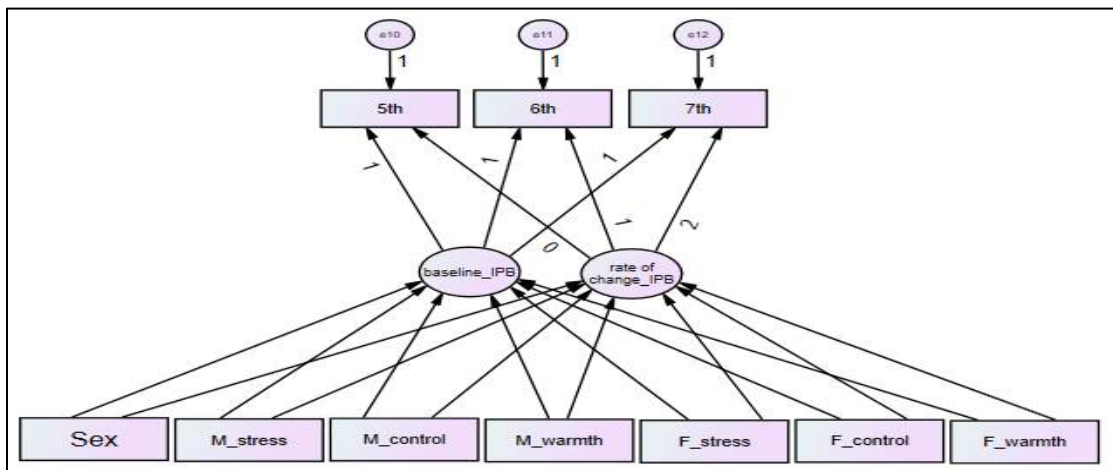 e10 e11 e12
1 1 1
5th 6th 7th
1 1 1
0 1 2
baseline_IPB
rate of
change_IPB
Sex M_stress M_control M_warmth F_stress F_control F_warmth